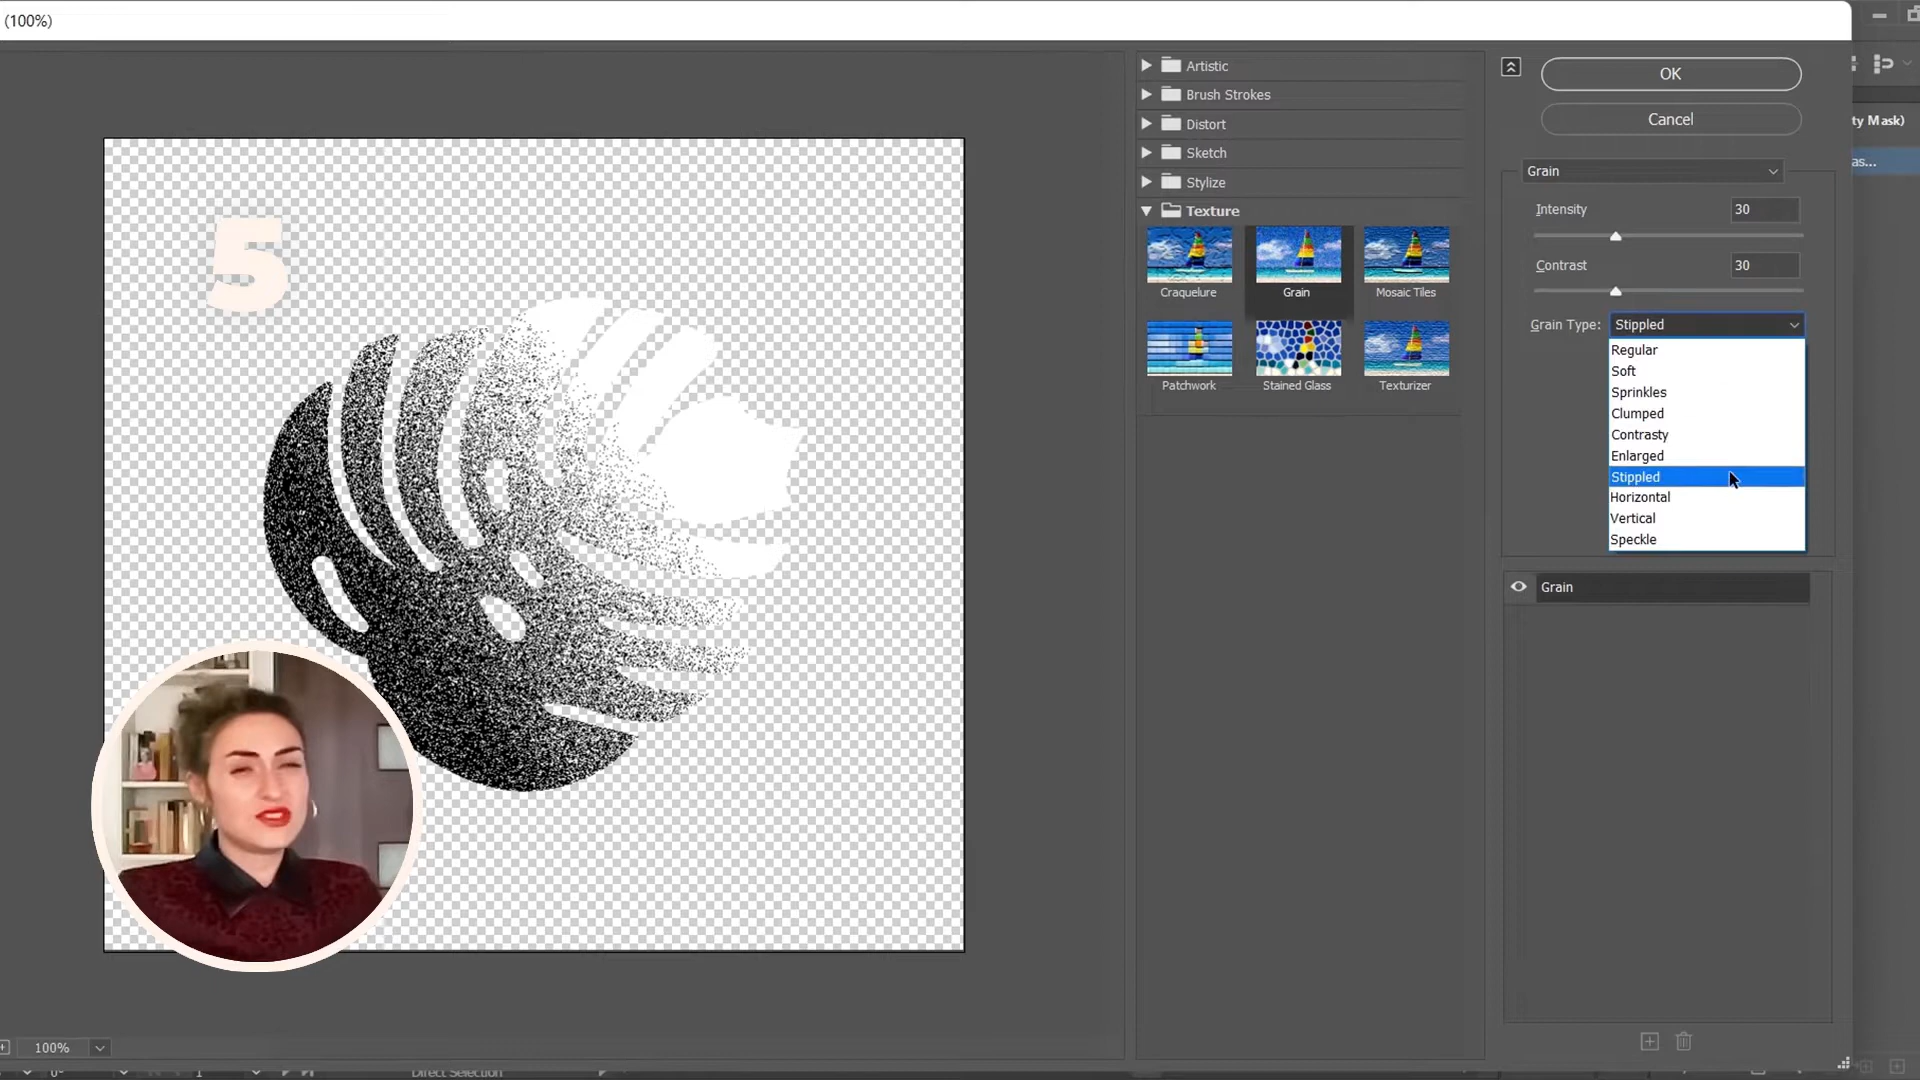 (100%)
5
Artistic
Brush Strokes
Distort
Sketch
Stylize
Texture
Craquelure
Grain
Mosaic Tiles
Patchwork
Stained Glass
Texturizer
OK
Cancel
ty Mask)
as...
Grain
Intensity 30
Contrast 30
Grain Type: Stippled
Regular
Soft
Sprinkles
Clumped
Contrasty
Enlarged
Stippled
Horizontal
Vertical
Speckle
Grain
100%
Direct Selection